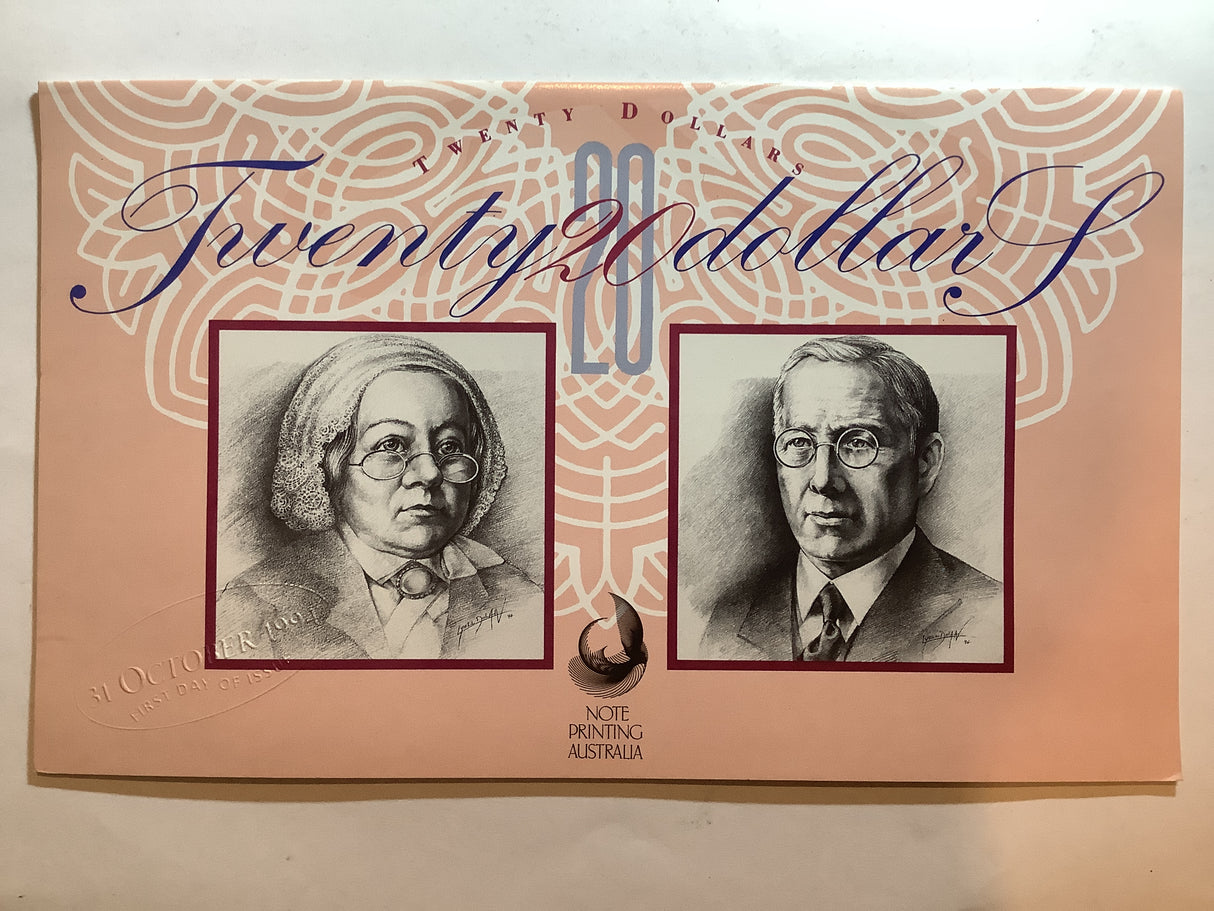 TWENTY DOLLARS
20
Twenty 20 dollarS
31 OCTOBER 1994
FIRST DAY OF ISSUE
NOTE
PRINTING
AUSTRALIA